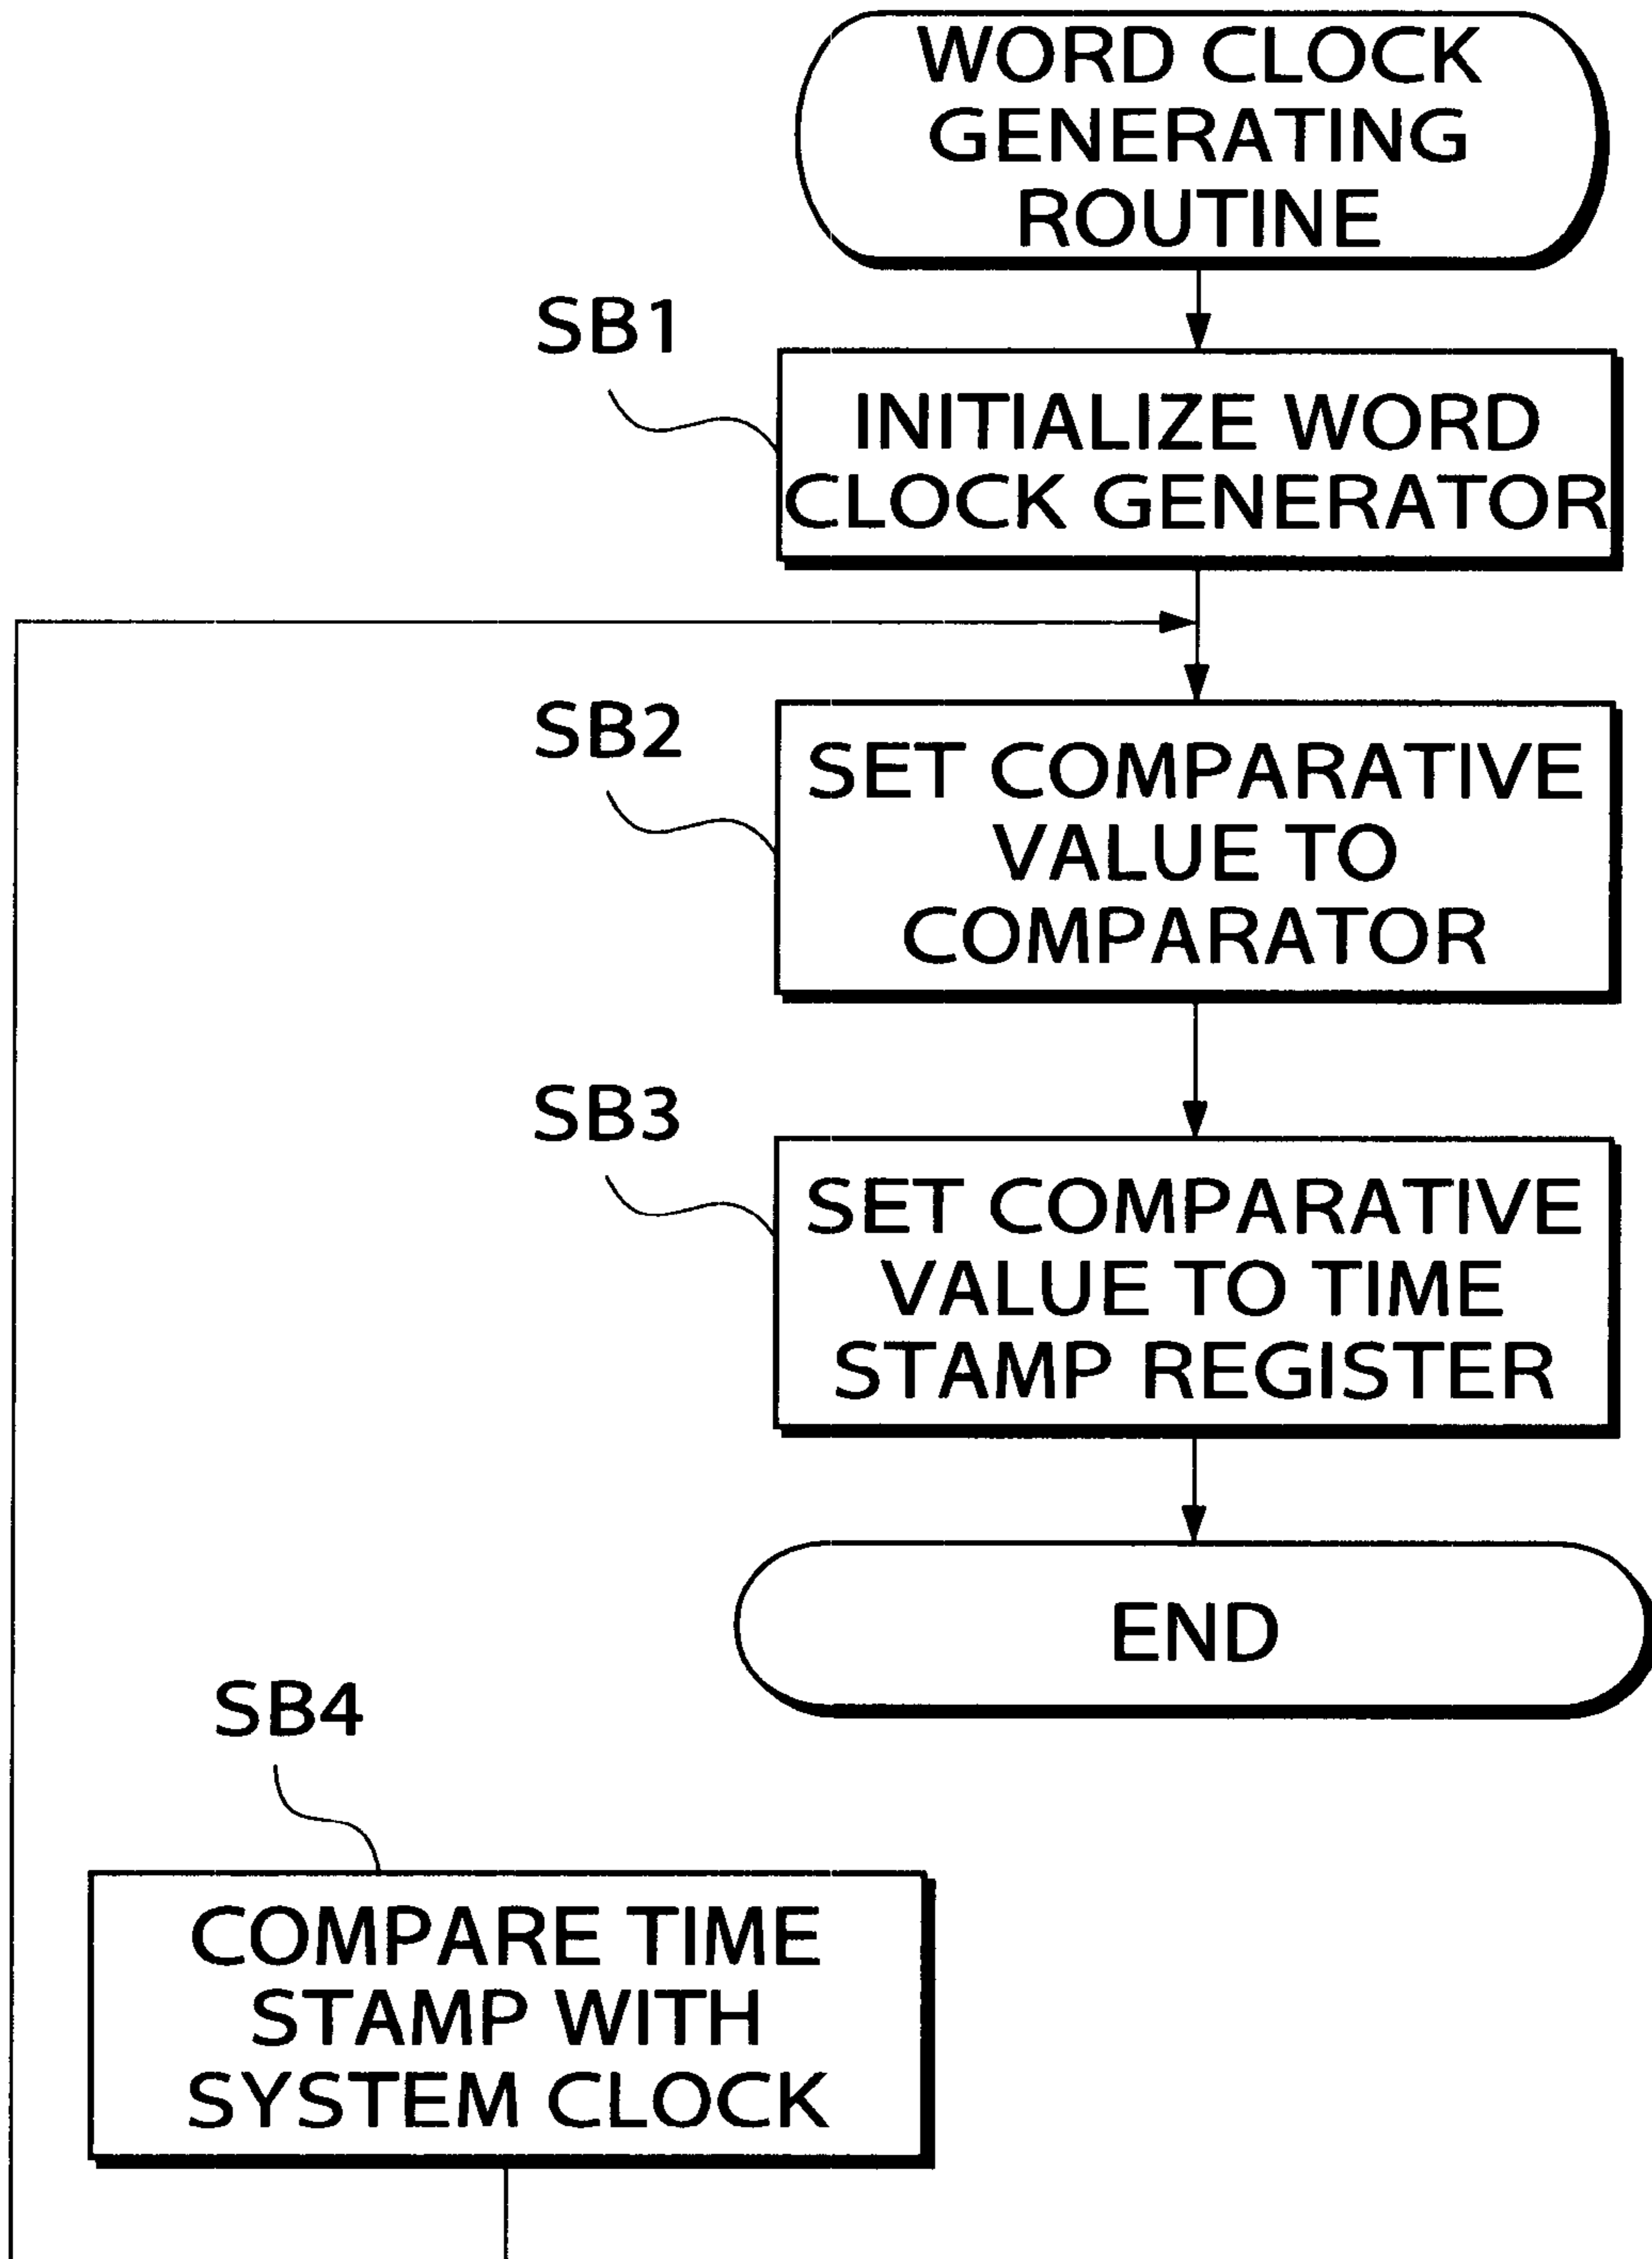 WORD CLOCK
GENERATING
ROUTINE
SB1
INITIALIZE WORD
CLOCK GENERATOR
SB2
SET COMPARATIVE
VALUE TO
COMPARATOR
SB3
SET COMPARATIVE
VALUE TO TIME
STAMP REGISTER
END
SB4
COMPARE TIME
STAMP WITH
SYSTEM CLOCK